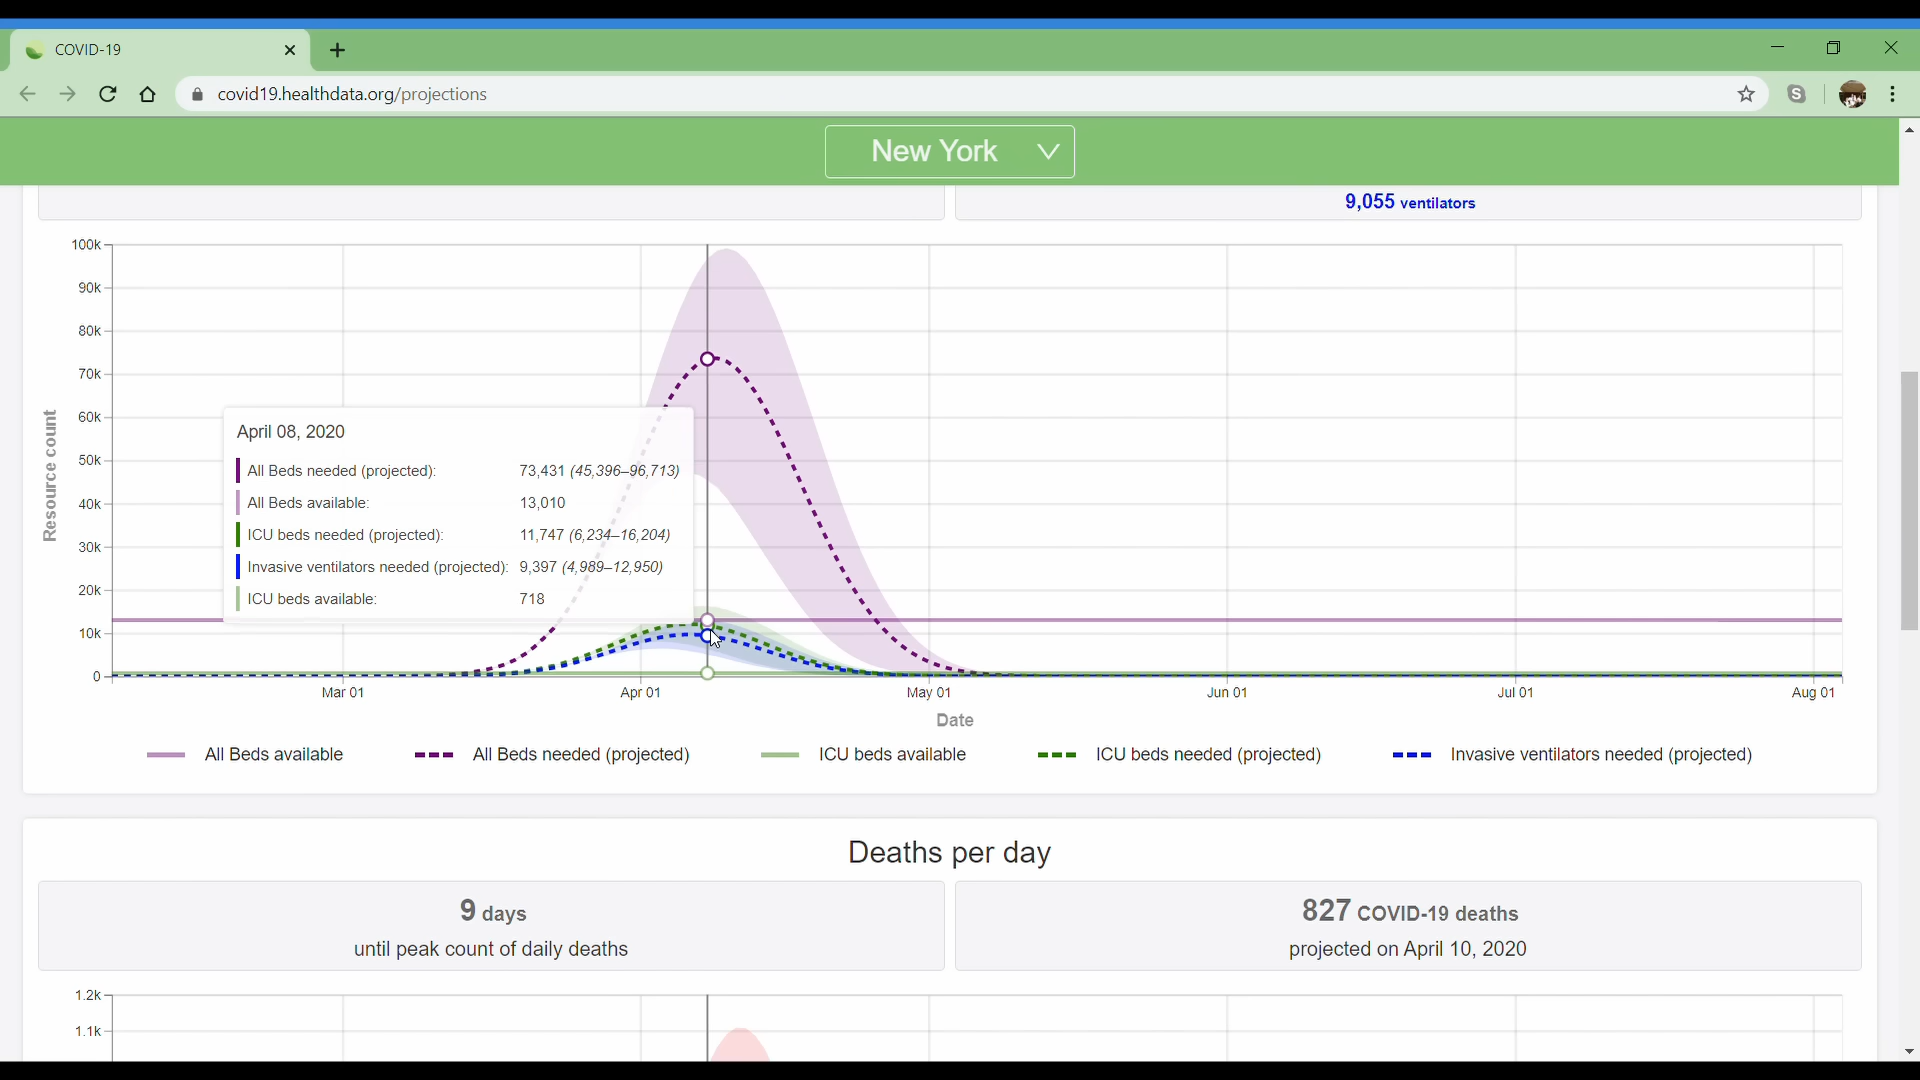 COVID-19
covid19.healthdata.org/projections
S
New York
9,055 ventilators
100k
90k
80k
70k
60k
50k
40k
30k
20k
10k
0
Resource count
April 08, 2020
All Beds needed (projected): 73,431 (45,396–96,713)
All Beds available: 13,010
ICU beds needed (projected): 11,747 (6,234–16,204)
Invasive ventilators needed (projected): 9,397 (4,989–12,950)
ICU beds available: 718
Mar 01 Apr 01 May 01 Jun 01 Jul 01 Aug 01
Date
All Beds available All Beds needed (projected) ICU beds available ICU beds needed (projected) Invasive ventilators needed (projected)
Deaths per day
9 days
until peak count of daily deaths
827 COVID-19 deaths
projected on April 10, 2020
1.2k
1.1k